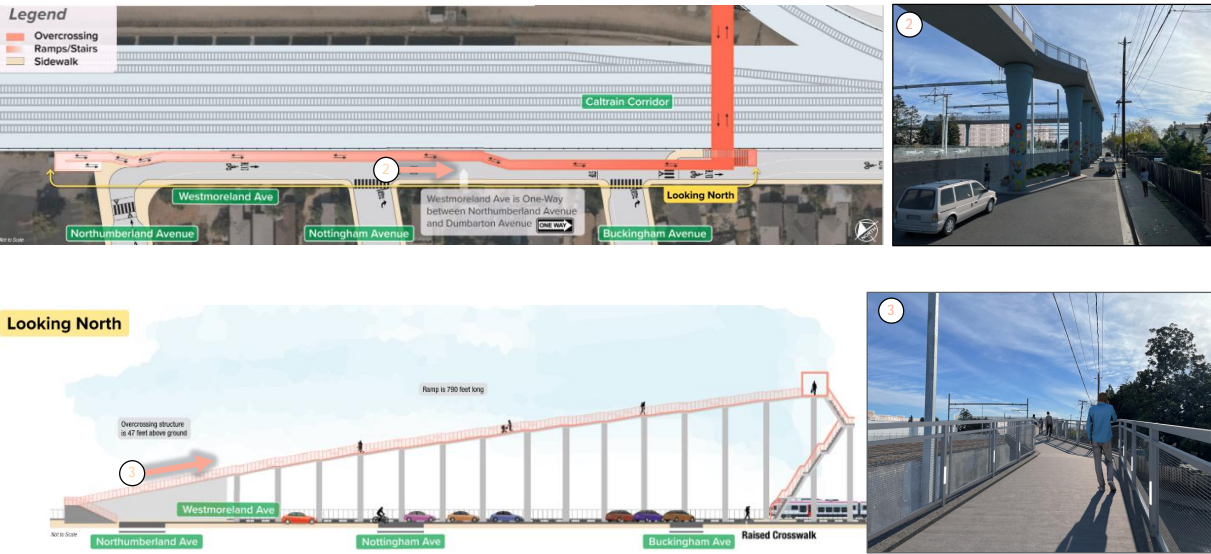 Legend
Overcrossing
Ramps/Stairs
Sidewalk
Caltrain Corridor
2
2
Westmoreland Ave
Westmoreland Ave is One-Way
between Northumberland Avenue
and Dumbarton Avenue
ONE WAY
Looking North
Northumberland Avenue
Nottingham Avenue
Buckingham Avenue
Not to Scale
NORTH
Looking North
3
Ramp is 790 feet long
Overcrossing structure
is 47 feet above ground
3
Westmoreland Ave
Not to Scale
Northumberland Ave
Nottingham Ave
Buckingham Ave
Raised Crosswalk